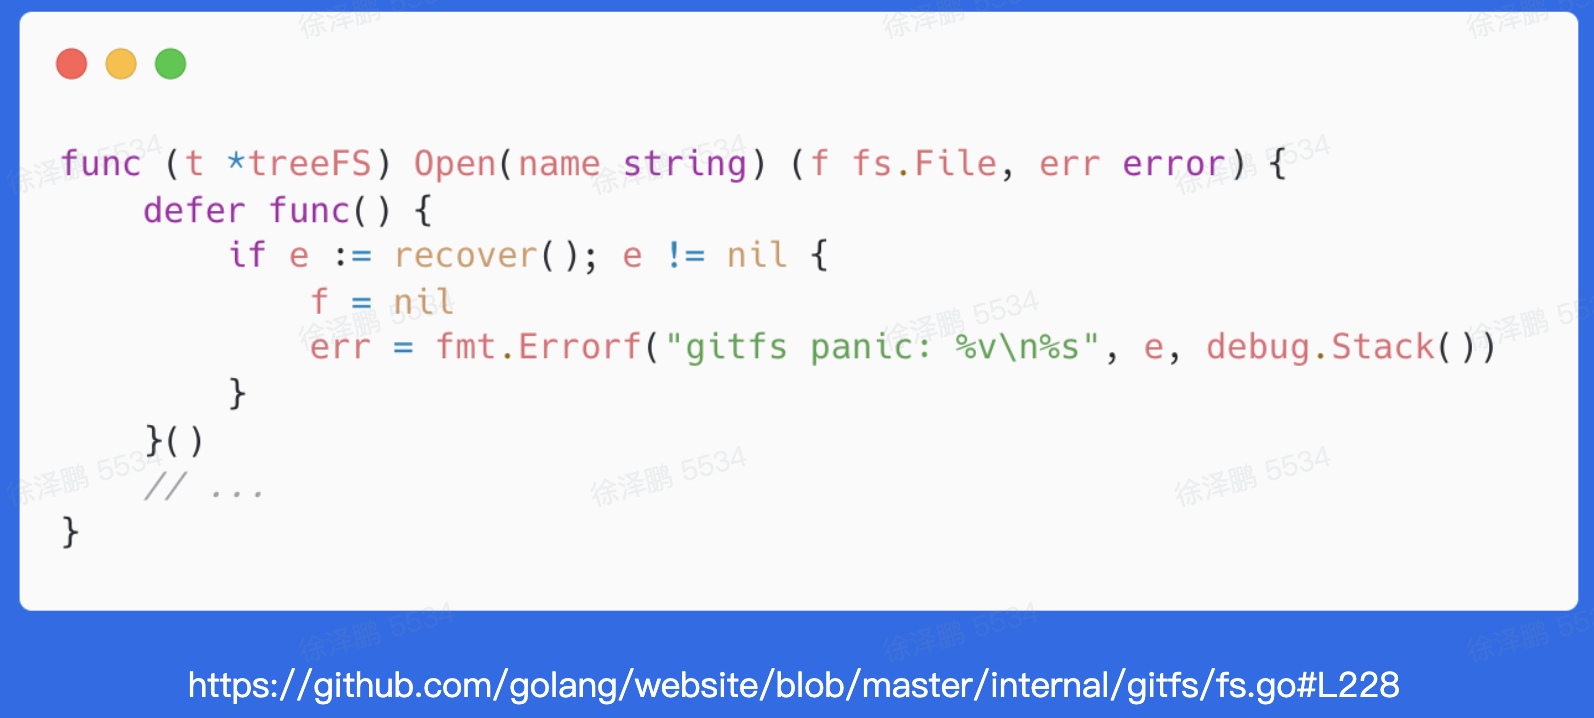 徐泽鹏 5534
func (t *treeFS) Open(name string) (f fs.File, err error) {
defer func() {
if e := recover(); e != nil {
f = nil
err = fmt.Errorf("gitfs panic: %v\n%s", e, debug.Stack())
}
}()
// ...
}
https://github.com/golang/website/blob/master/internal/gitfs/fs.go#L228